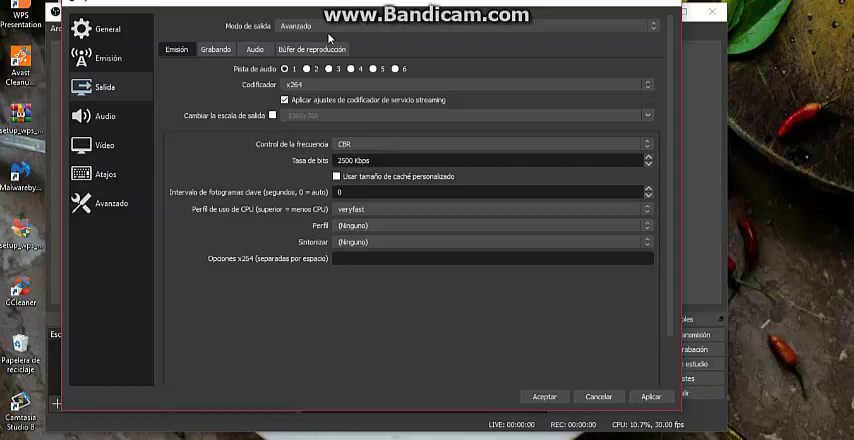 www.Bandicam.com
WPS
Presentation
Avast
Cleanu...
setup_wps_...
Malwareby...
setup_wps_...
CCleaner
Papelera de
reciclaje
Camtasia
Studio 8
General
Emisión
Salida
Audio
Vídeo
Atajos
Avanzado
Modo de salida
Avanzado
Emisión
Grabando
Audio
Búfer de reproducción
Pista de audio 1 2 3 4 5 6
Codificador x264
Aplicar ajustes de codificador de servicio streaming
Cambiar la escala de salida
Control de la frecuencia CBR
Tasa de bits 2500 Kbps
Usar tamaño de caché personalizado
Intervalo de fotogramas clave (segundos, 0 = auto) 0
Perfil de uso de CPU (superior = menos CPU) veryfast
Perfil (Ninguno)
Sintonizar (Ninguno)
Opciones x264 (separadas por espacio)
Aceptar
Cancelar
Aplicar
Esc
oles
ansmisión
rabación
e estudio
stes
LIVE: 00:00:00
REC: 00:00:00
CPU: 10.7%, 30.00 fps